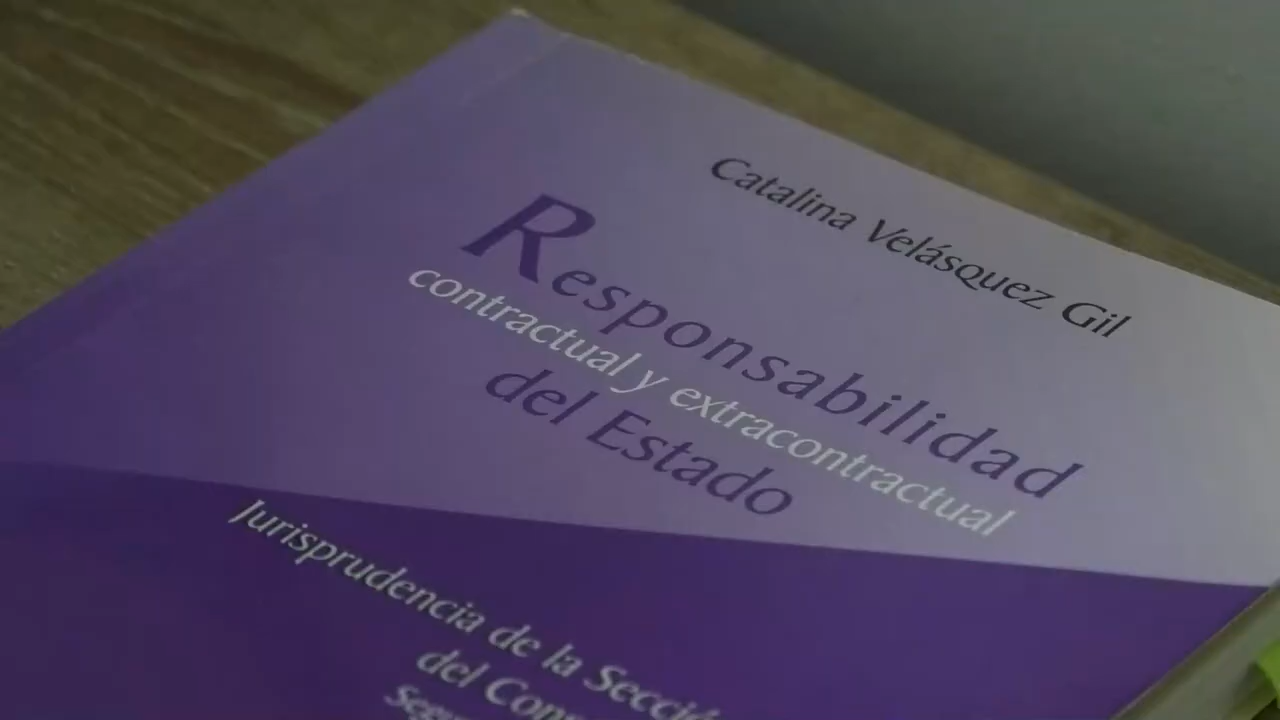 Catalina Velásquez Gil
Responsabilidad
contractual y extracontractual
del Estado
Jurisprudencia de la
del